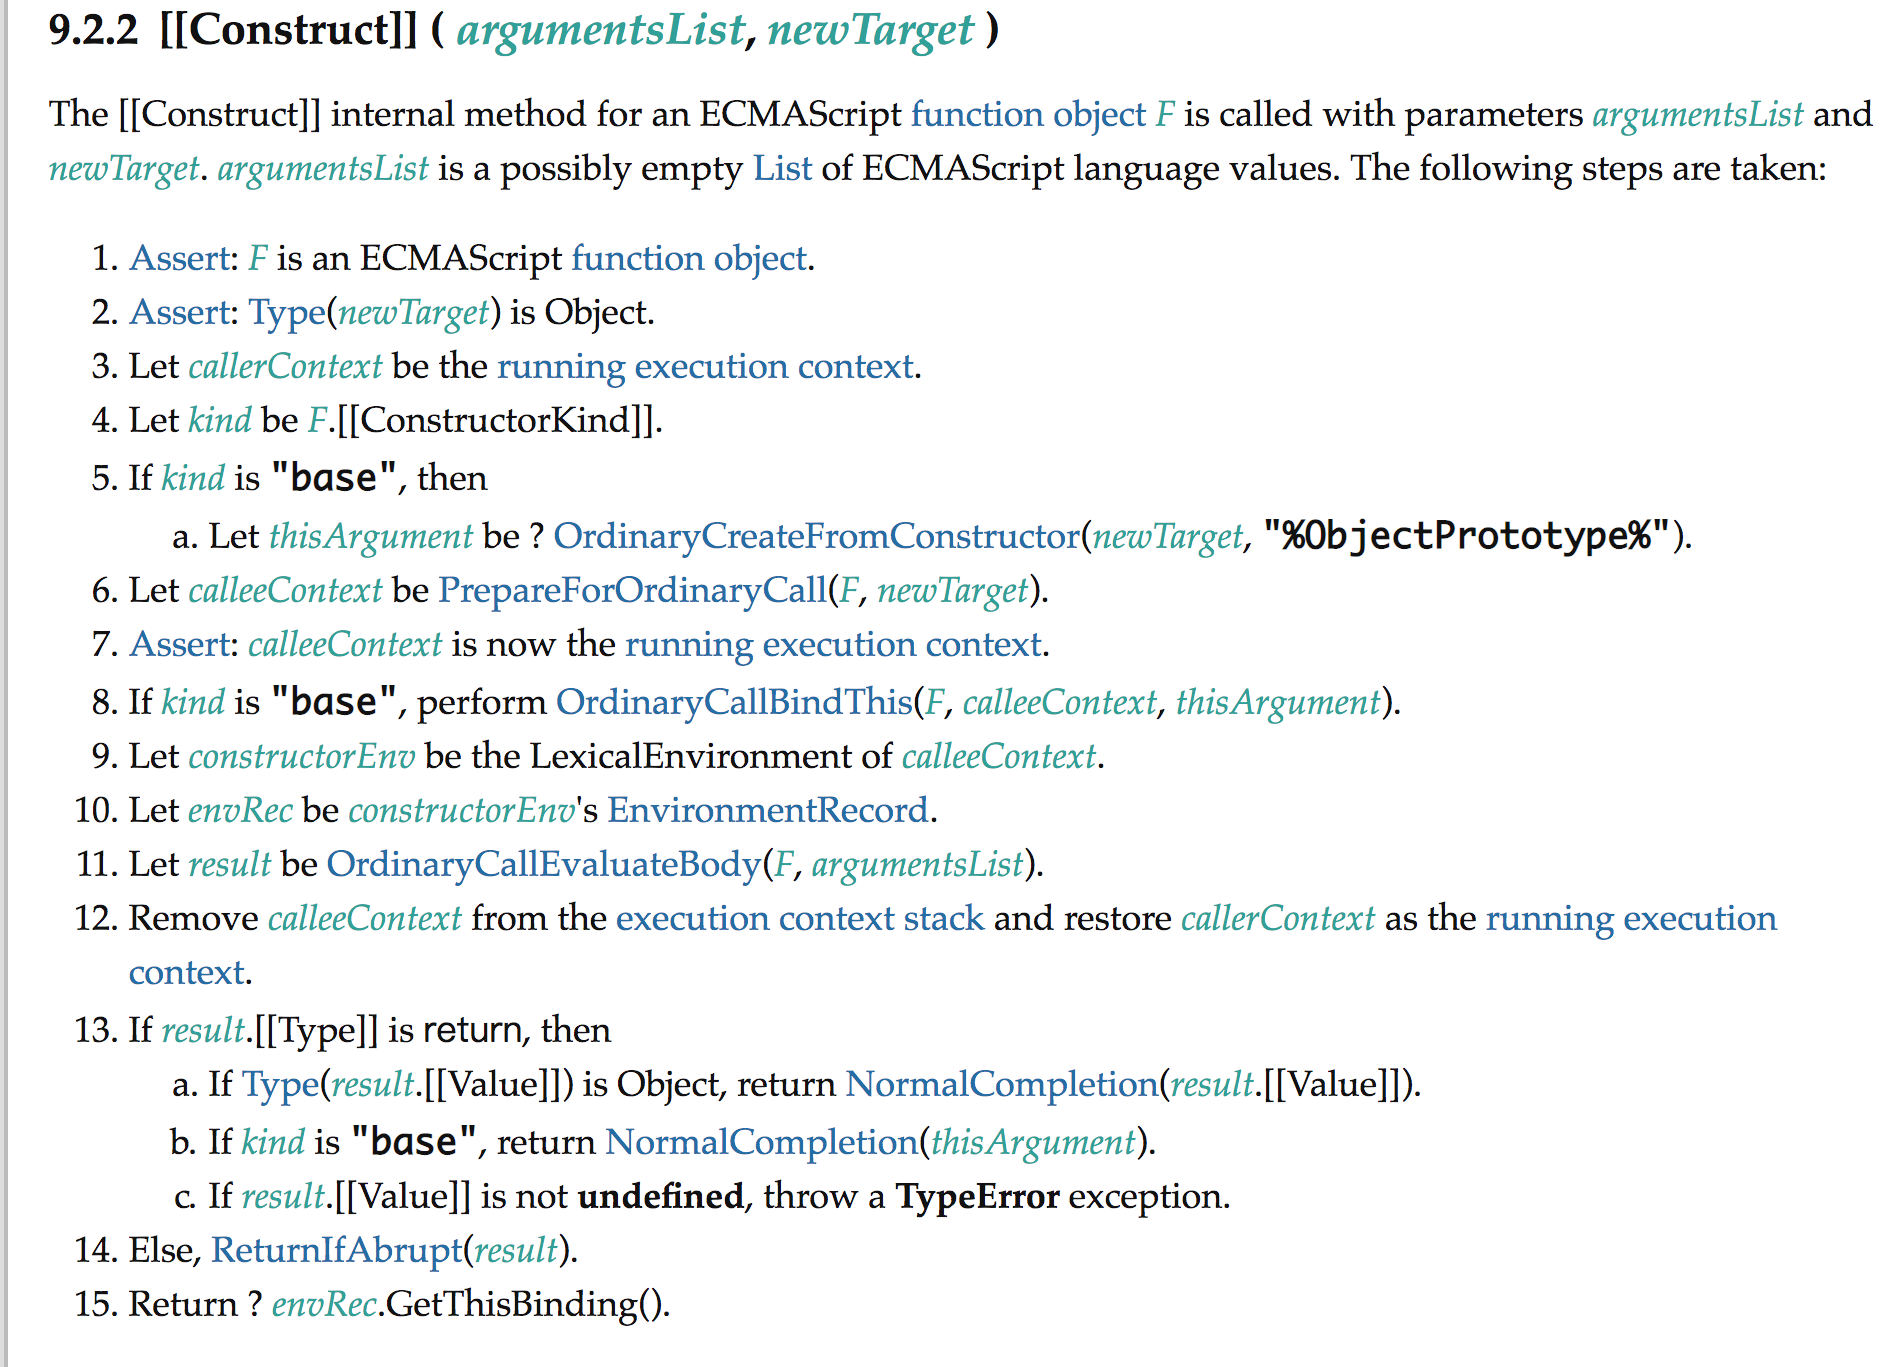 9.2.2 [[Construct]] ( argumentsList, newTarget )
The [[Construct]] internal method for an ECMAScript function object F is called with parameters argumentsList and
newTarget. argumentsList is a possibly empty List of ECMAScript language values. The following steps are taken:
1. Assert: F is an ECMAScript function object.
2. Assert: Type(newTarget) is Object.
3. Let callerContext be the running execution context.
4. Let kind be F.[[ConstructorKind]].
5. If kind is "base", then
a. Let thisArgument be ? OrdinaryCreateFromConstructor(newTarget, "%ObjectPrototype%").
6. Let calleeContext be PrepareForOrdinaryCall(F, newTarget).
7. Assert: calleeContext is now the running execution context.
8. If kind is "base", perform OrdinaryCallBindThis(F, calleeContext, thisArgument).
9. Let constructorEnv be the LexicalEnvironment of calleeContext.
10. Let envRec be constructorEnv's EnvironmentRecord.
11. Let result be OrdinaryCallEvaluateBody(F, argumentsList).
12. Remove calleeContext from the execution context stack and restore callerContext as the running execution
context.
13. If result.[[Type]] is return, then
a. If Type(result.[[Value]]) is Object, return NormalCompletion(result.[[Value]]).
b. If kind is "base", return NormalCompletion(thisArgument).
c. If result.[[Value]] is not undefined, throw a TypeError exception.
14. Else, ReturnIfAbrupt(result).
15. Return ? envRec.GetThisBinding().